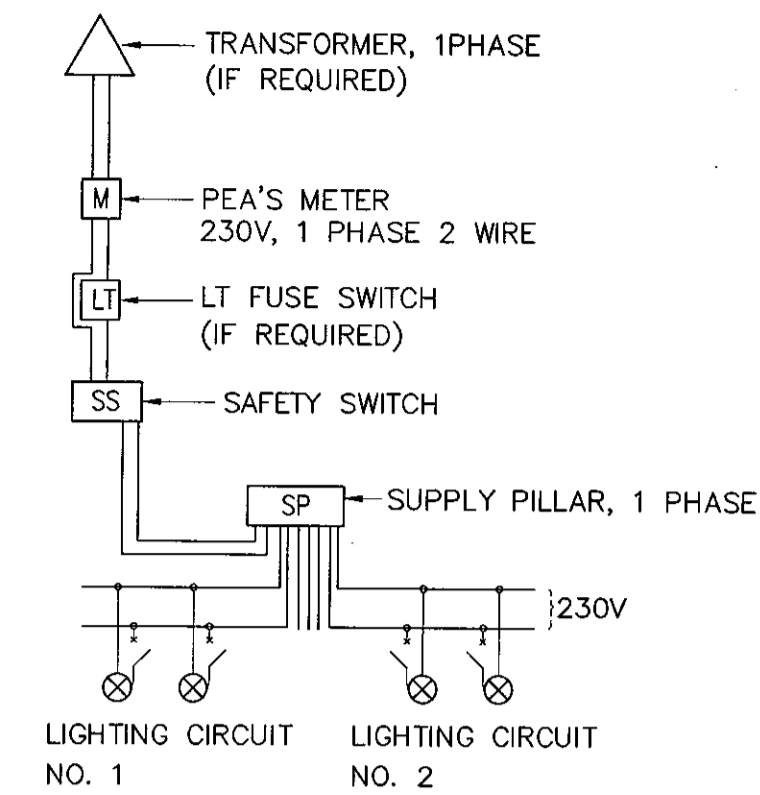 TRANSFORMER, 1PHASE
(IF REQUIRED)
M
PEA'S METER
230V, 1 PHASE 2 WIRE
LT
LT FUSE SWITCH
(IF REQUIRED)
SS
SAFETY SWITCH
SP
SUPPLY PILLAR, 1 PHASE
230V
LIGHTING CIRCUIT
NO. 1
LIGHTING CIRCUIT
NO. 2